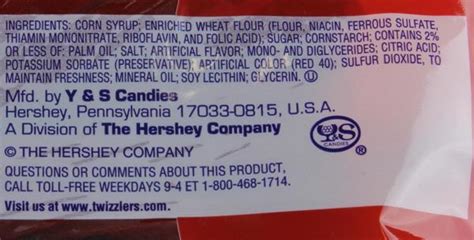 INGREDIENTS: CORN SYRUP; ENRICHED WHEAT FLOUR (FLOUR, NIACIN, FERROUS SULFATE,
THIAMIN MONONITRATE, RIBOFLAVIN, AND FOLIC ACID); SUGAR; CORNSTARCH; CONTAINS 2%
OR LESS OF: PALM OIL; SALT; ARTIFICIAL FLAVOR; MONO- AND DIGLYCERIDES; CITRIC ACID;
POTASSIUM SORBATE (PRESERVATIVE); ARTIFICIAL COLOR (RED 40); SULFUR DIOXIDE, TO
MAINTAIN FRESHNESS; MINERAL OIL; SOY LECITHIN; GLYCERIN. U
Mfd. by Y & S Candies
Hershey, Pennsylvania 17033-0815, U.S.A.
A Division of The Hershey Company
Y&S
CANDIES
®
© THE HERSHEY COMPANY
QUESTIONS OR COMMENTS ABOUT THIS PRODUCT,
CALL TOLL-FREE WEEKDAYS 9-4 ET 1-800-468-1714.
Visit us at www.twizzlers.com